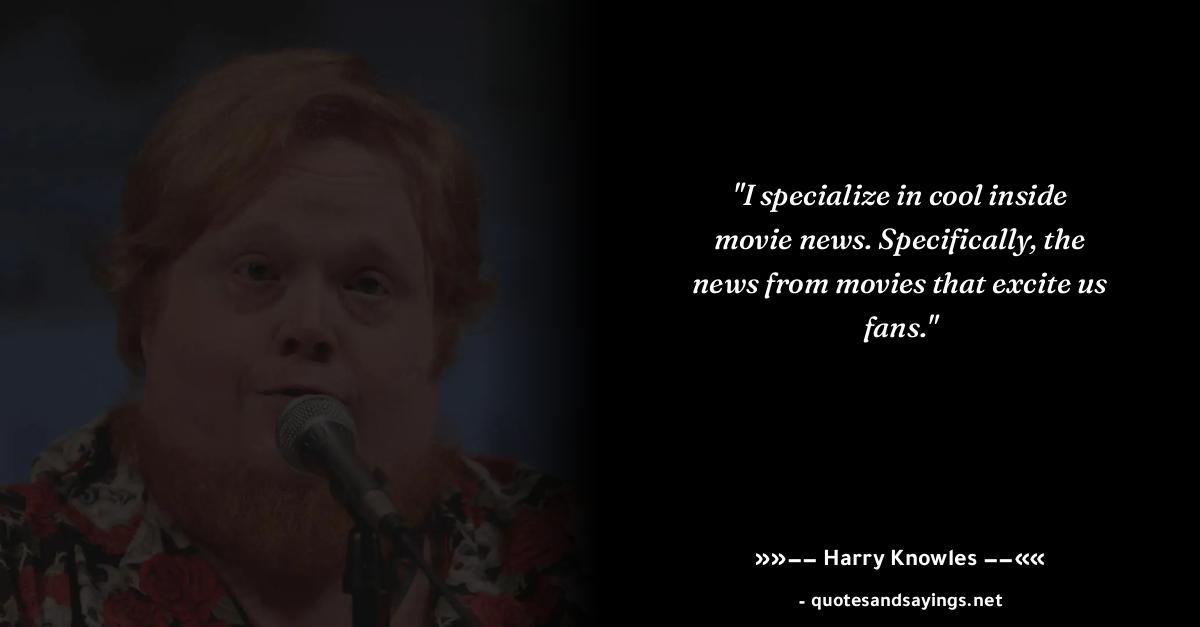 "I specialize in cool inside
movie news. Specifically, the
news from movies that excite us
fans."
»»―― Harry Knowles ――««
- quotesandsayings.net